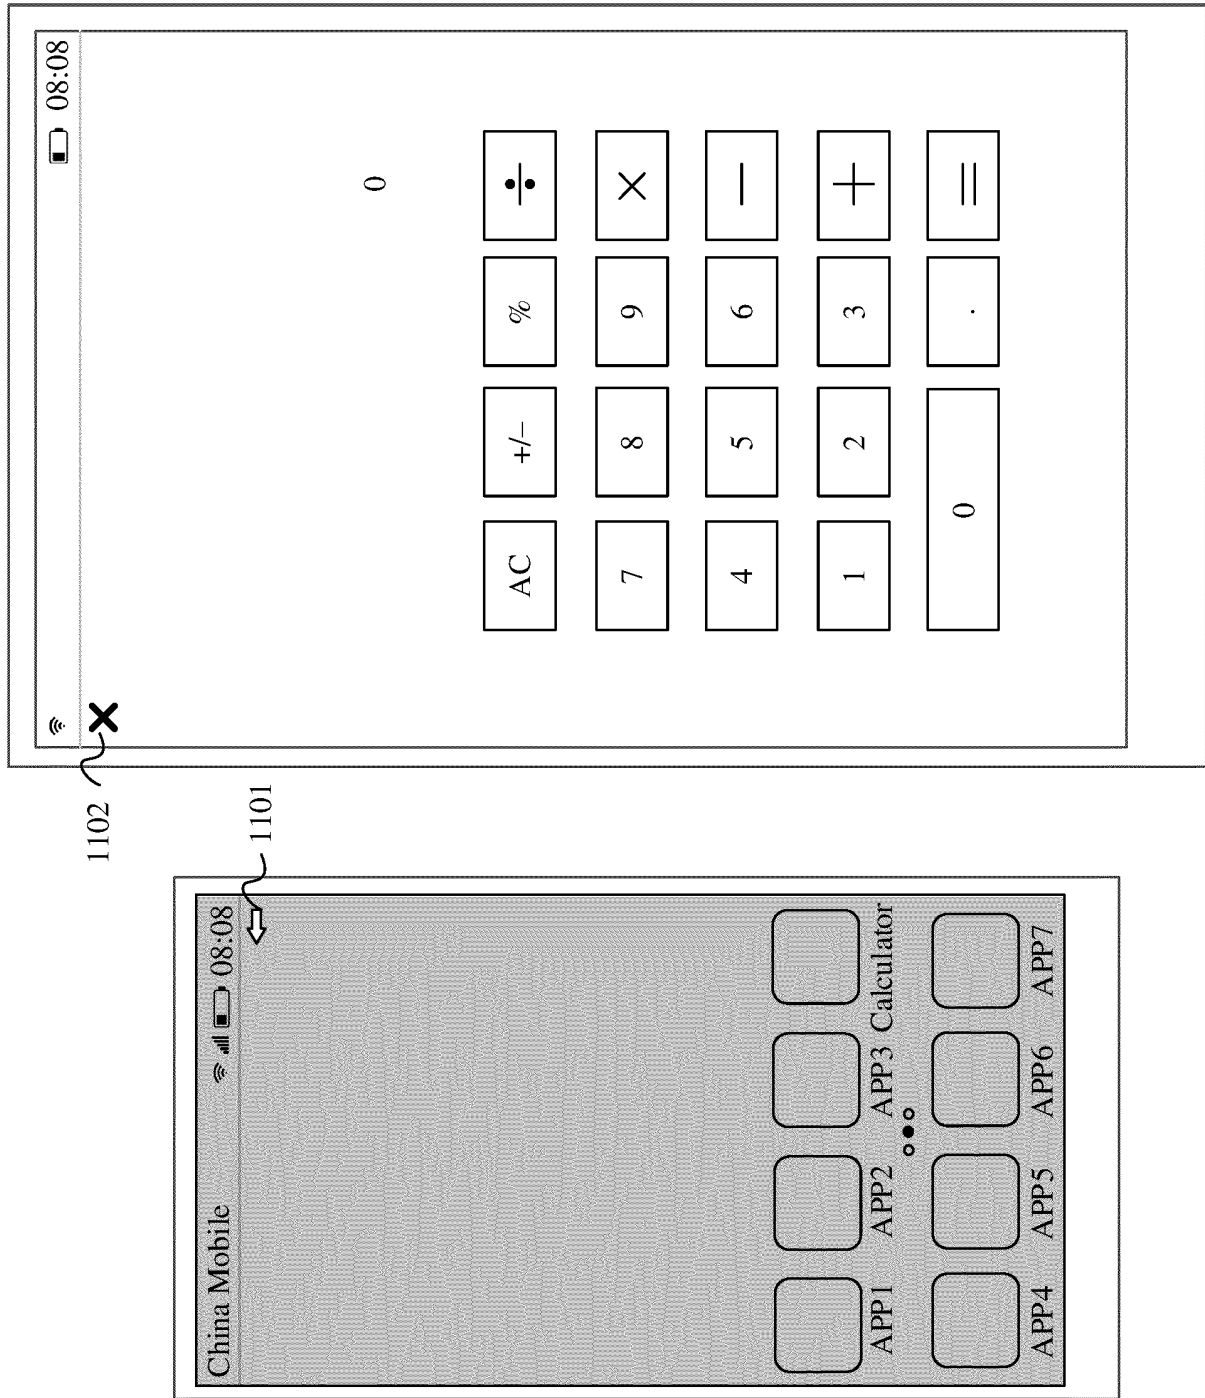 China Mobile 08:08
1101
APP1 APP2 APP3 Calculator
APP4 APP5 APP6 APP7
08:08
1102
0
AC +/− % ÷
7 8 9 ×
4 5 6 −
1 2 3 +
0 . =